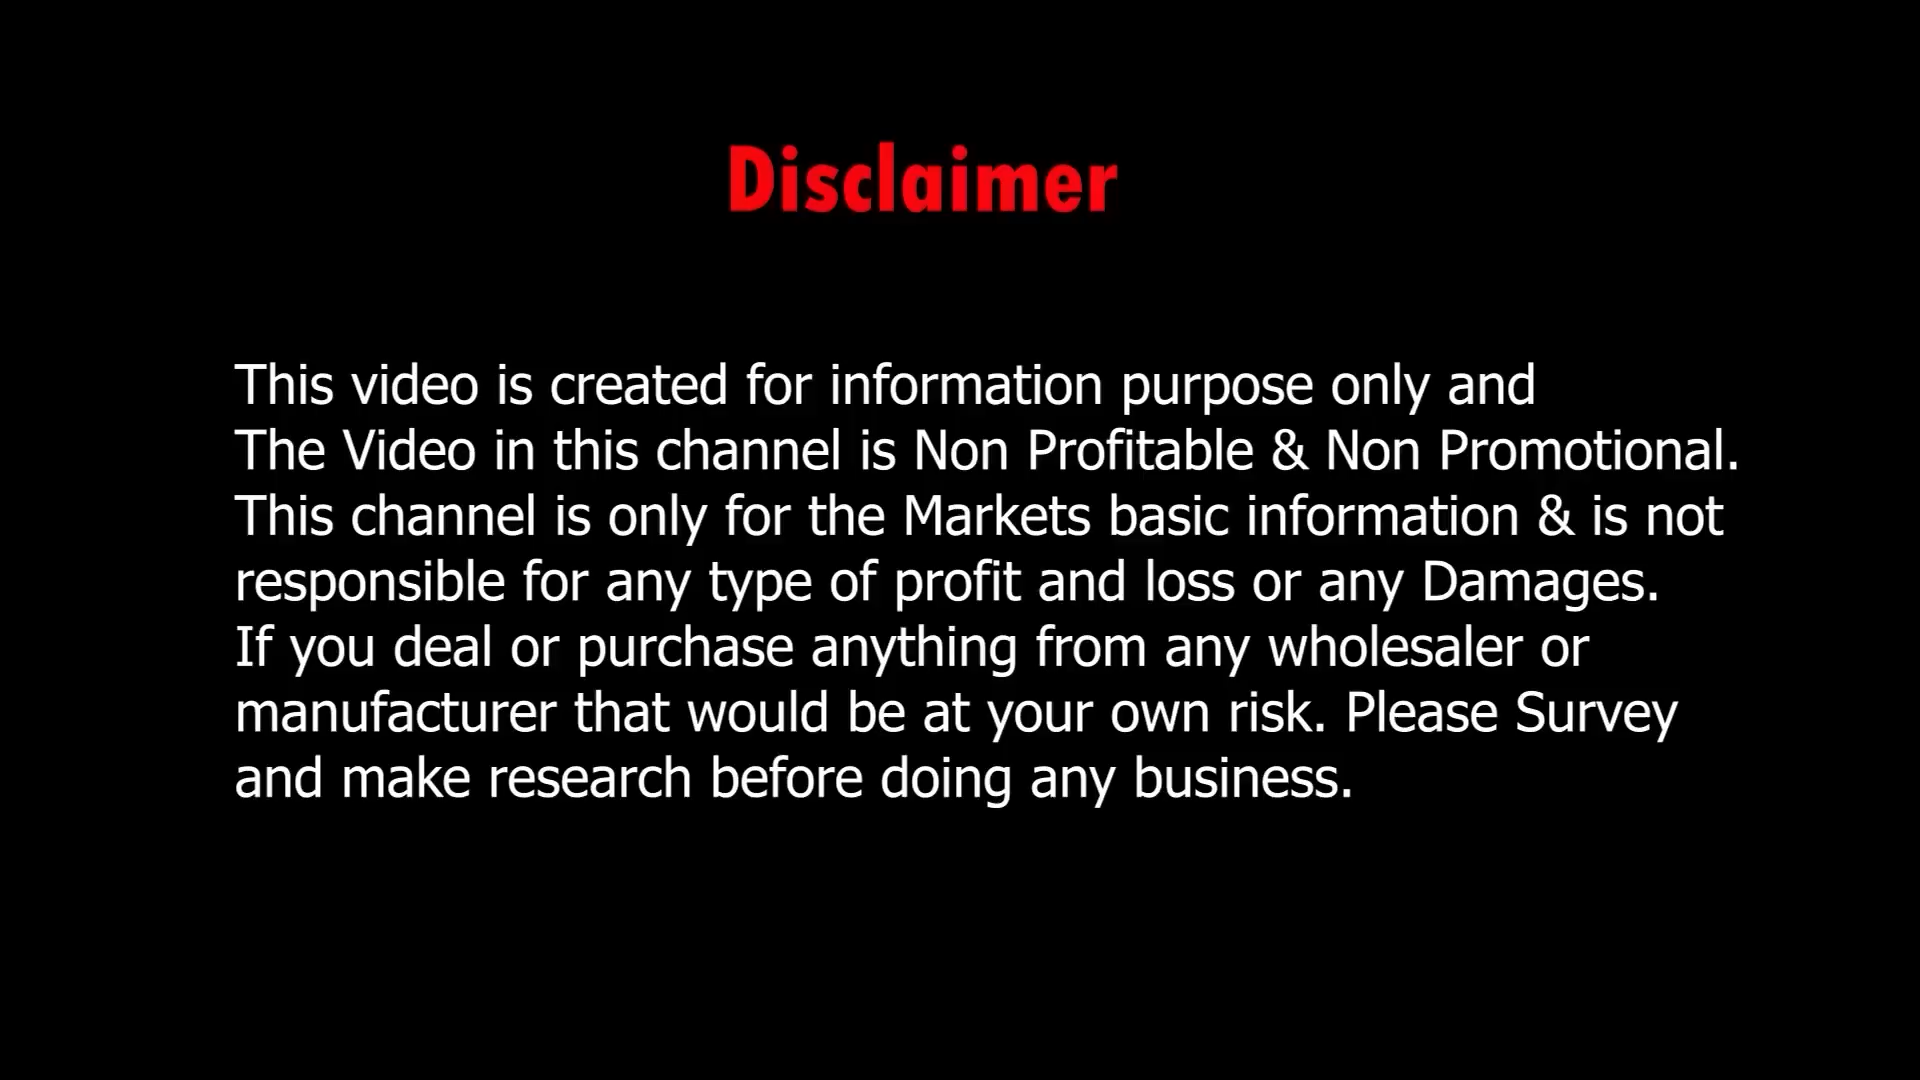 Disclaimer
This video is created for information purpose only and
The Video in this channel is Non Profitable & Non Promotional.
This channel is only for the Markets basic information & is not
responsible for any type of profit and loss or any Damages.
If you deal or purchase anything from any wholesaler or
manufacturer that would be at your own risk. Please Survey
and make research before doing any business.